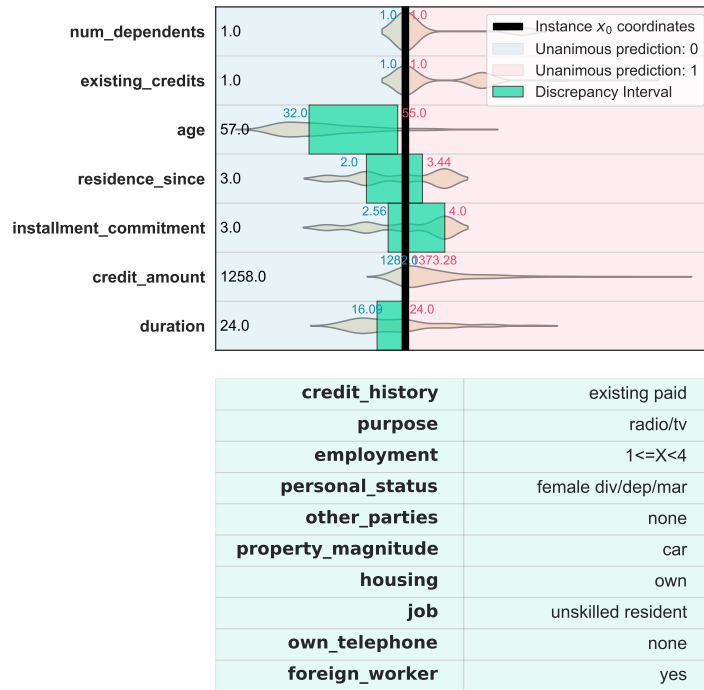 num_dependents 1.0 1.0 1.0
Instance x₀ coordinates
Unanimous prediction: 0
existing_credits 1.0 1.0 1.0
Unanimous prediction: 1
Discrepancy Interval
age 57.0 32.0 55.0
residence_since 3.0 2.0 3.44
installment_commitment 3.0 2.56 4.0
credit_amount 1258.0 1282.0 1373.28
duration 24.0 16.09 24.0
credit_history existing paid
purpose radio/tv
employment 1<=X<4
personal_status female div/dep/mar
other_parties none
property_magnitude car
housing own
job unskilled resident
own_telephone none
foreign_worker yes